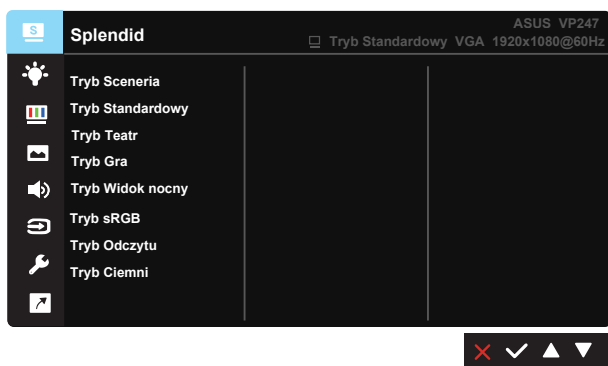 S
Splendid
ASUS VP247
Tryb Standardowy VGA 1920x1080@60Hz
Tryb Sceneria
Tryb Standardowy
Tryb Teatr
Tryb Gra
Tryb Widok nocny
Tryb sRGB
Tryb Odczytu
Tryb Ciemni